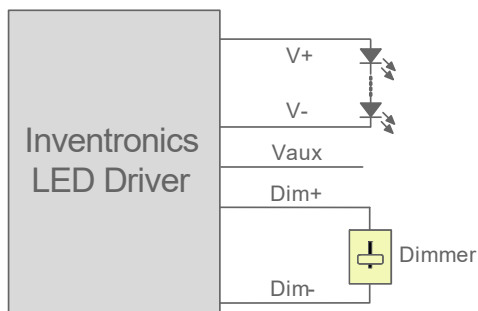 Inventronics
LED Driver
V+
V-
Vaux
Dim+
Dimmer
Dim-